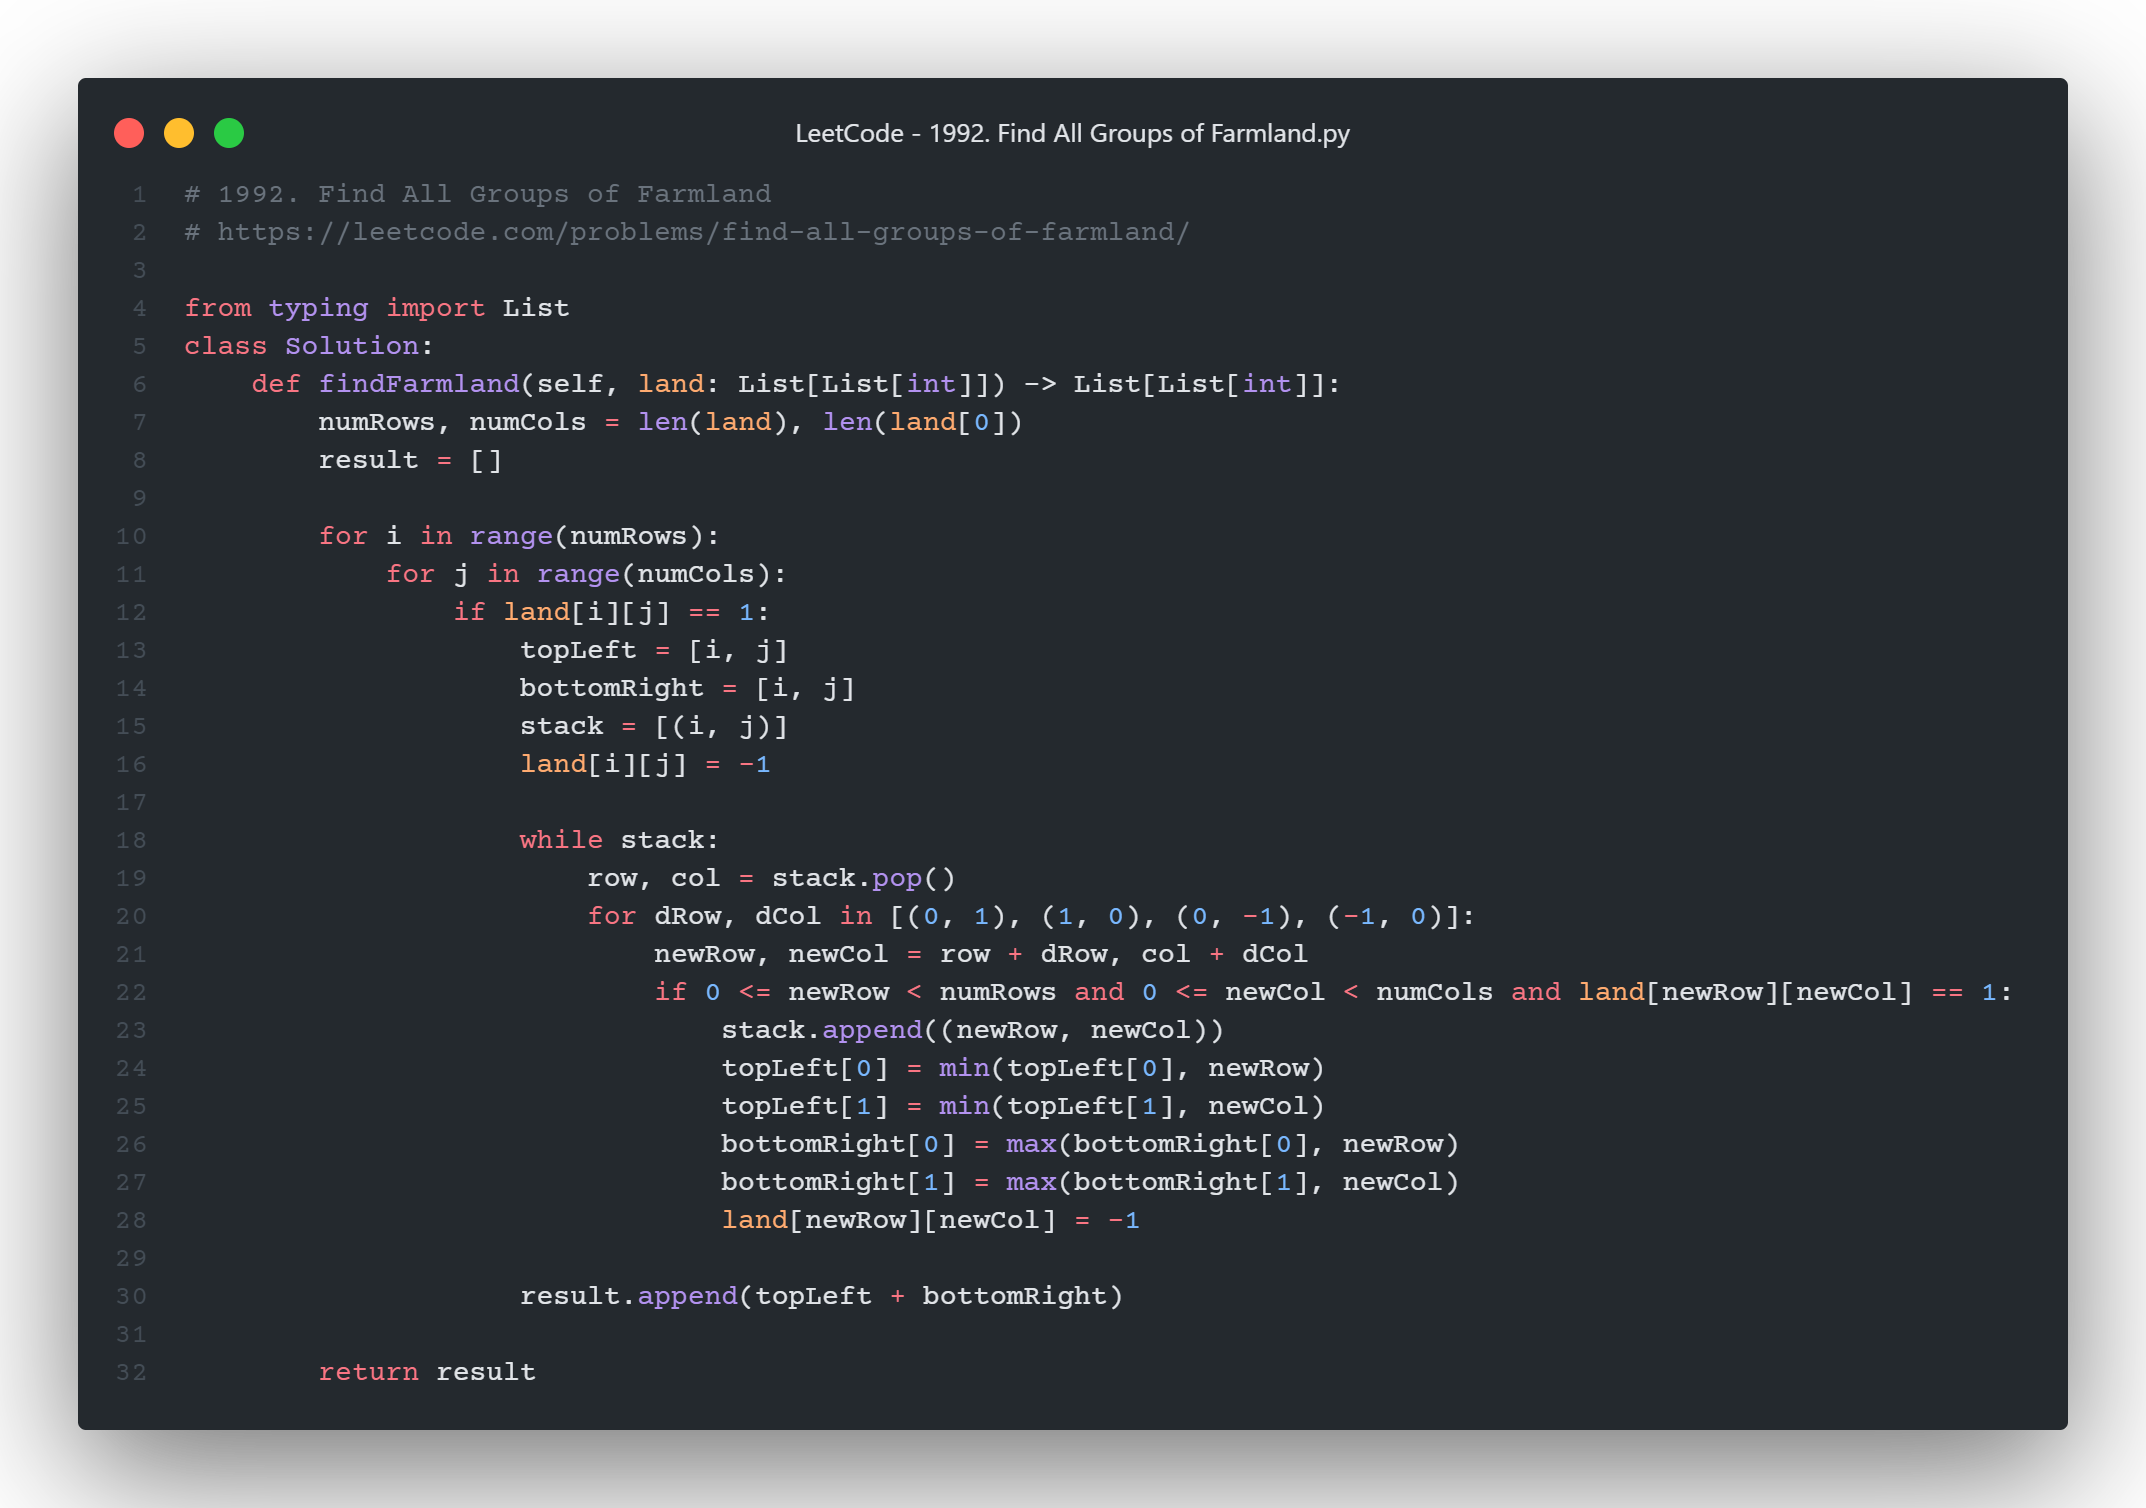 LeetCode - 1992. Find All Groups of Farmland.py
1 # 1992. Find All Groups of Farmland
2 # https://leetcode.com/problems/find-all-groups-of-farmland/
3
4 from typing import List
5 class Solution:
6     def findFarmland(self, land: List[List[int]]) -> List[List[int]]:
7         numRows, numCols = len(land), len(land[0])
8         result = []
9
10         for i in range(numRows):
11             for j in range(numCols):
12                 if land[i][j] == 1:
13                     topLeft = [i, j]
14                     bottomRight = [i, j]
15                     stack = [(i, j)]
16                     land[i][j] = -1
17
18                     while stack:
19                         row, col = stack.pop()
20                         for dRow, dCol in [(0, 1), (1, 0), (0, -1), (-1, 0)]:
21                             newRow, newCol = row + dRow, col + dCol
22                             if 0 <= newRow < numRows and 0 <= newCol < numCols and land[newRow][newCol] == 1:
23                                 stack.append((newRow, newCol))
24                                 topLeft[0] = min(topLeft[0], newRow)
25                                 topLeft[1] = min(topLeft[1], newCol)
26                                 bottomRight[0] = max(bottomRight[0], newRow)
27                                 bottomRight[1] = max(bottomRight[1], newCol)
28                                 land[newRow][newCol] = -1
29
30                     result.append(topLeft + bottomRight)
31
32         return result